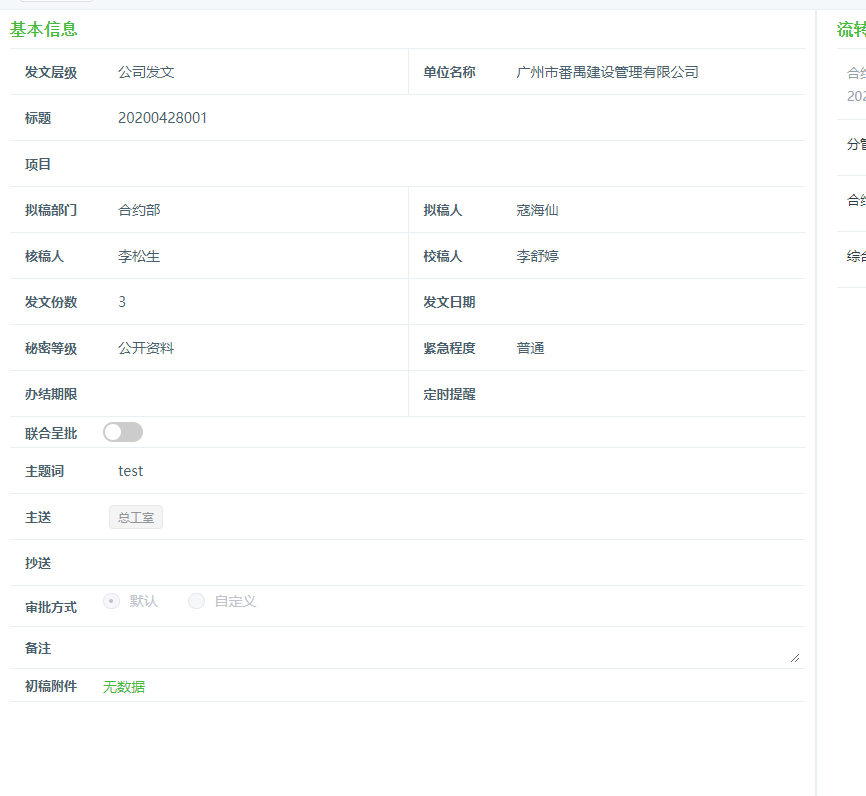 基本信息
发文层级 公司发文 单位名称 广州市番禺建设管理有限公司
标题 20200428001
项目
拟稿部门 合约部 拟稿人 寇海仙
核稿人 李松生 校稿人 李舒婷
发文份数 3 发文日期
秘密等级 公开资料 紧急程度 普通
办结期限 定时提醒
联合呈批
主题词 test
主送 总工室
抄送
审批方式 默认 自定义
备注
初稿附件 无数据
流转
合约
202
分管
合约
综合